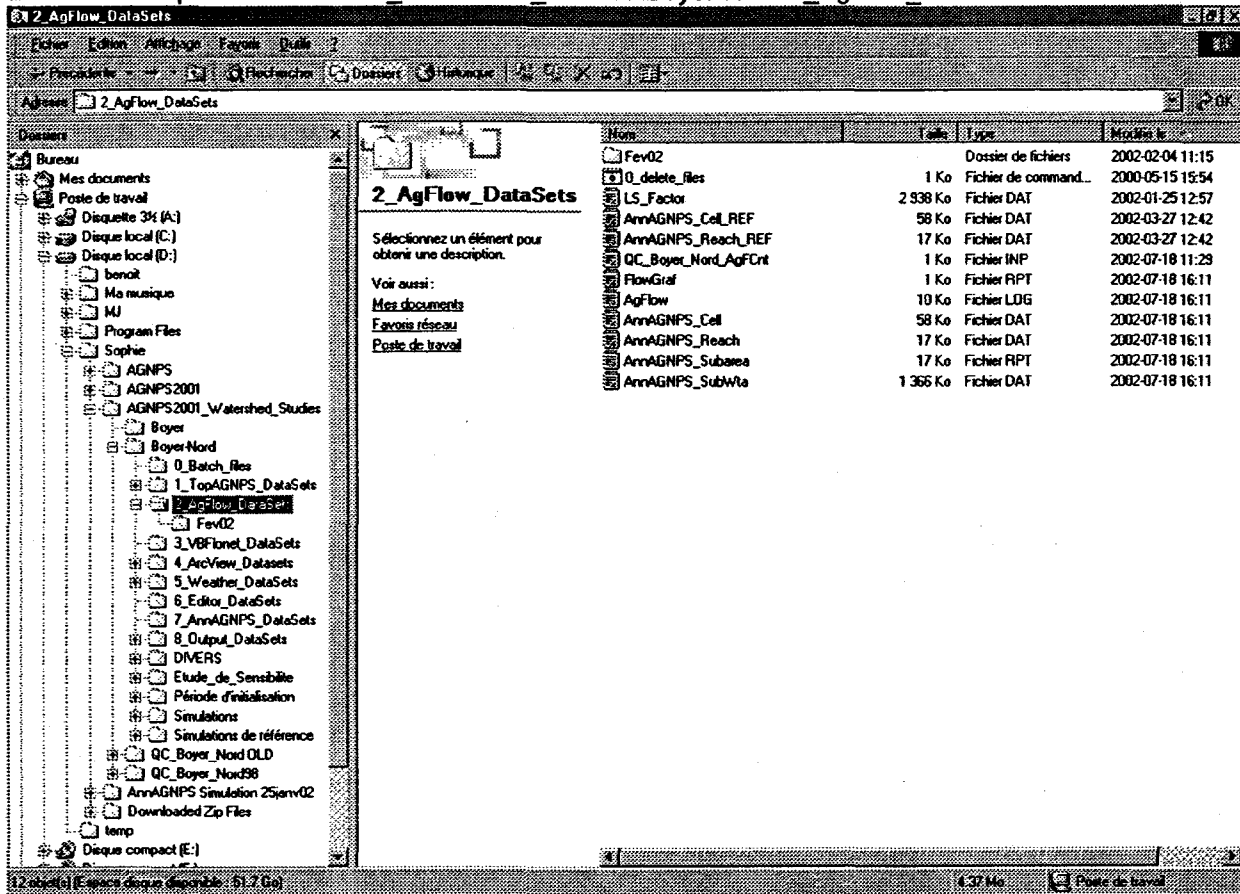 2_AgFlow_DataSets
Fichier Edition Affichage Favoris Outils ?
Précédente Rechercher Dossiers Historique
Adresse 2_AgFlow_DataSets OK
Dossiers
Bureau
Mes documents
Poste de travail
Disquette 3½ (A:)
Disque local (C:)
Disque local (D:)
benoit
Ma musique
MJ
Program Files
Sophie
AGNPS
AGNPS2001
AGNPS2001_Watershed_Studies
Boyer
Boyer-Nord
0_Batch_files
1_TopAGNPS_DataSets
2_AgFlow_DataSets
Fev02
3_VBFlonet_DataSets
4_ArcView_Datasets
5_Weather_DataSets
6_Editor_DataSets
7_AnnAGNPS_DataSets
8_Output_DataSets
DIVERS
Etude_de_Sensibilite
Période d'initialisation
Simulations
Simulations de référence
QC_Boyer_Nord OLD
QC_Boyer_Nord98
AnnAGNPS Simulation 25janv02
Downloaded Zip Files
temp
Disque compact (E:)
2_AgFlow_DataSets
Sélectionnez un élément pour
obtenir une description.
Voir aussi :
Mes documents
Favoris réseau
Poste de travail
Nom Taille Type Modifié le
Fev02 Dossier de fichiers 2002-02-04 11:15
0_delete_files 1 Ko Fichier de command... 2000-05-15 15:54
LS_Factor 2 938 Ko Fichier DAT 2002-01-25 12:57
AnnAGNPS_Cell_REF 58 Ko Fichier DAT 2002-03-27 12:42
AnnAGNPS_Reach_REF 17 Ko Fichier DAT 2002-03-27 12:42
QC_Boyer_Nord_AgFCnt 1 Ko Fichier INP 2002-07-18 11:29
FlowGraf 1 Ko Fichier RPT 2002-07-18 16:11
AgFlow 10 Ko Fichier LOG 2002-07-18 16:11
AnnAGNPS_Cell 58 Ko Fichier DAT 2002-07-18 16:11
AnnAGNPS_Reach 17 Ko Fichier DAT 2002-07-18 16:11
AnnAGNPS_Subarea 17 Ko Fichier RPT 2002-07-18 16:11
AnnAGNPS_SubWta 1 366 Ko Fichier DAT 2002-07-18 16:11
12 objet(s) (Espace disque disponible : 51.7 Go) 4.37 Mo Poste de travail